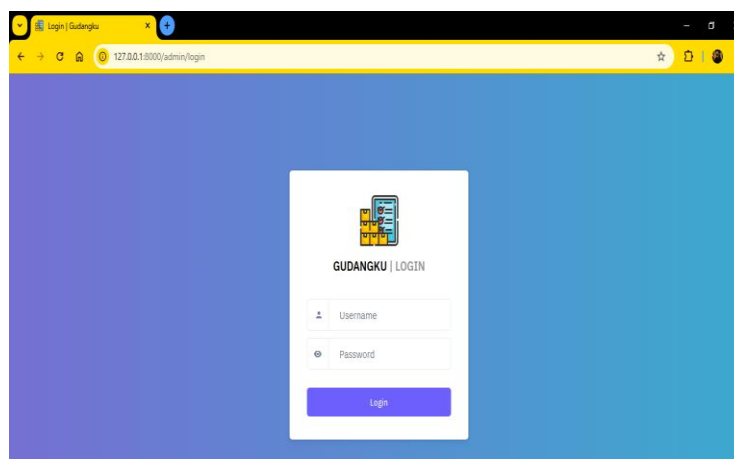 Login | Gudangku
127.0.0.1:8000/admin/login
GUDANGKU | LOGIN
Username
Password
Login